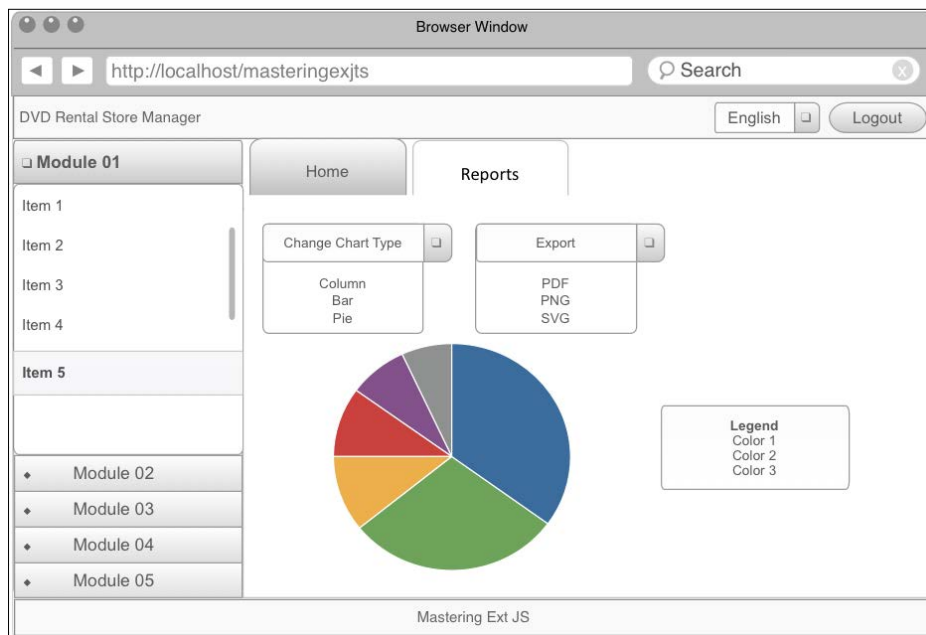 Browser Window
http://localhost/masteringexjts
Search
x
DVD Rental Store Manager
English
Logout
Module 01
Home
Reports
Item 1
Item 2
Item 3
Item 4
Item 5
Change Chart Type
Column
Bar
Pie
Export
PDF
PNG
SVG
Legend
Color 1
Color 2
Color 3
Module 02
Module 03
Module 04
Module 05
Mastering Ext JS